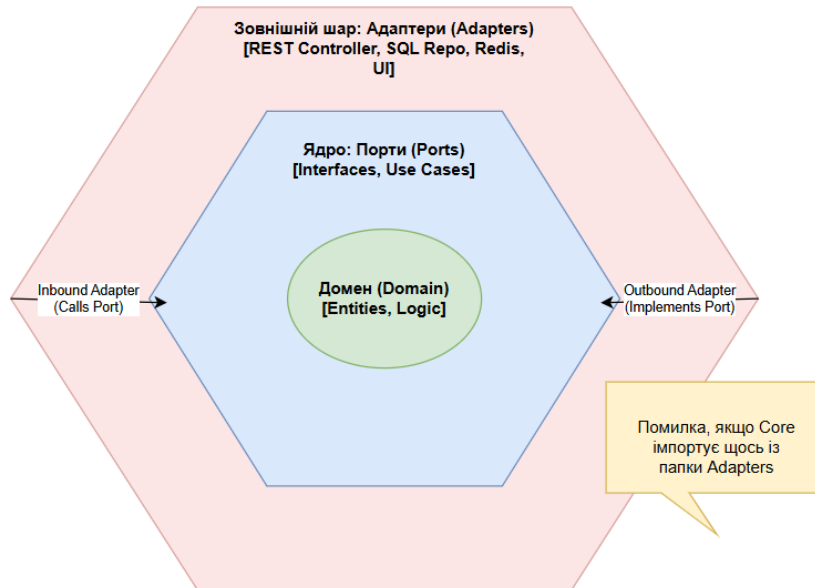 Зовнішній шар: Адаптери (Adapters)
[REST Controller, SQL Repo, Redis,
UI]
Ядро: Порти (Ports)
[Interfaces, Use Cases]
Домен (Domain)
[Entities, Logic]
Inbound Adapter
(Calls Port)
Outbound Adapter
(Implements Port)
Помилка, якщо Core
імпортує щось із
папки Adapters